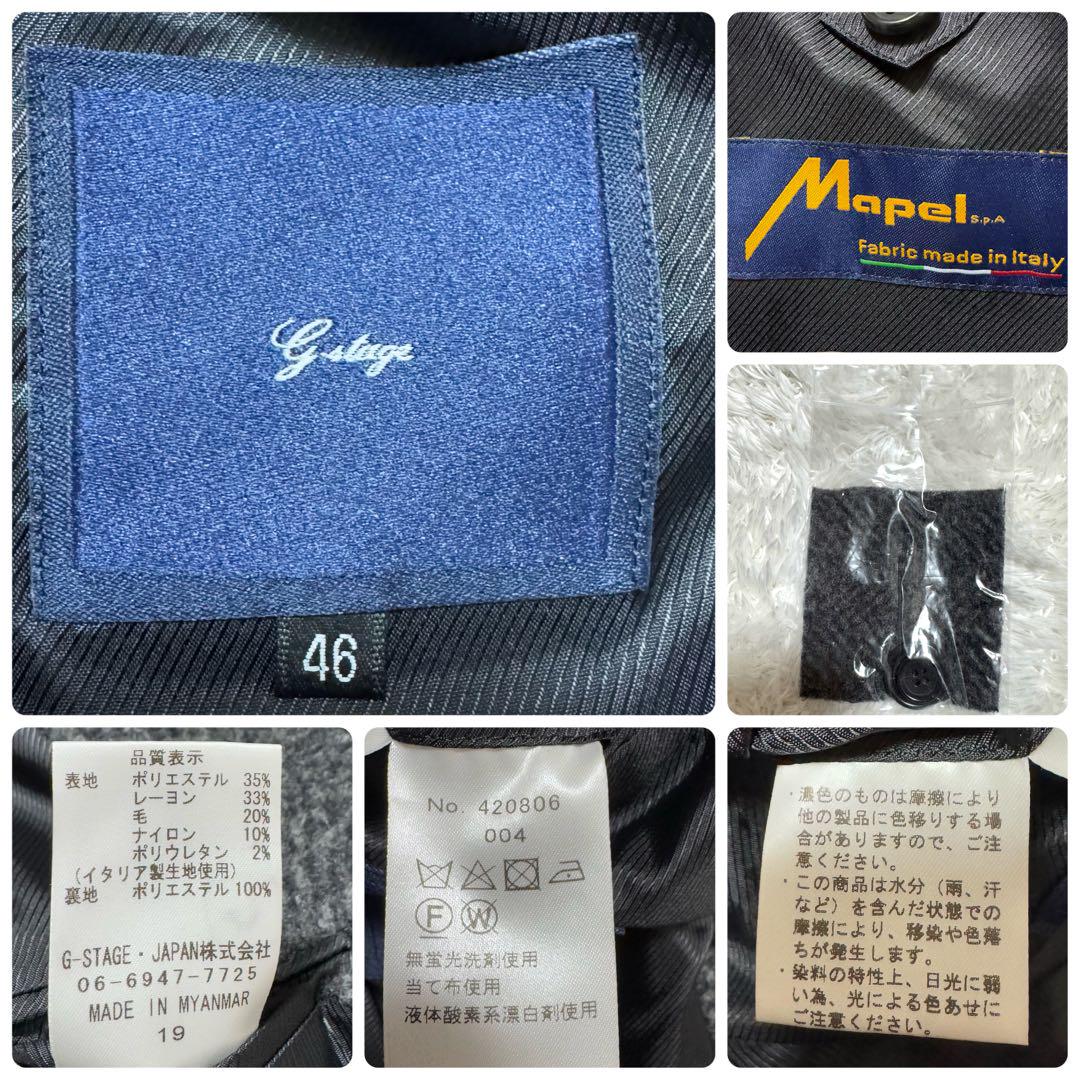 G-stage
46
Mapel S.p.A
Fabric made in Italy
品質表示
表地 ポリエステル 35%
レーヨン 33%
毛 20%
ナイロン 10%
ポリウレタン 2%
(イタリア製生地使用)
裏地 ポリエステル 100%
G-STAGE・JAPAN株式会社
06-6947-7725
MADE IN MYANMAR
19
No. 420806
004
F W
無蛍光洗剤使用
当て布使用
液体酸素系漂白剤使用
・濃色のものは摩擦により
他の製品に色移りする場
合がありますので、ご注
意ください。
・この商品は水分（雨、汗
など）を含んだ状態での
摩擦により、移染や色落
ちが発生します。
・染料の特性上、日光に弱
い為、光による色あせに
ご注意ください。